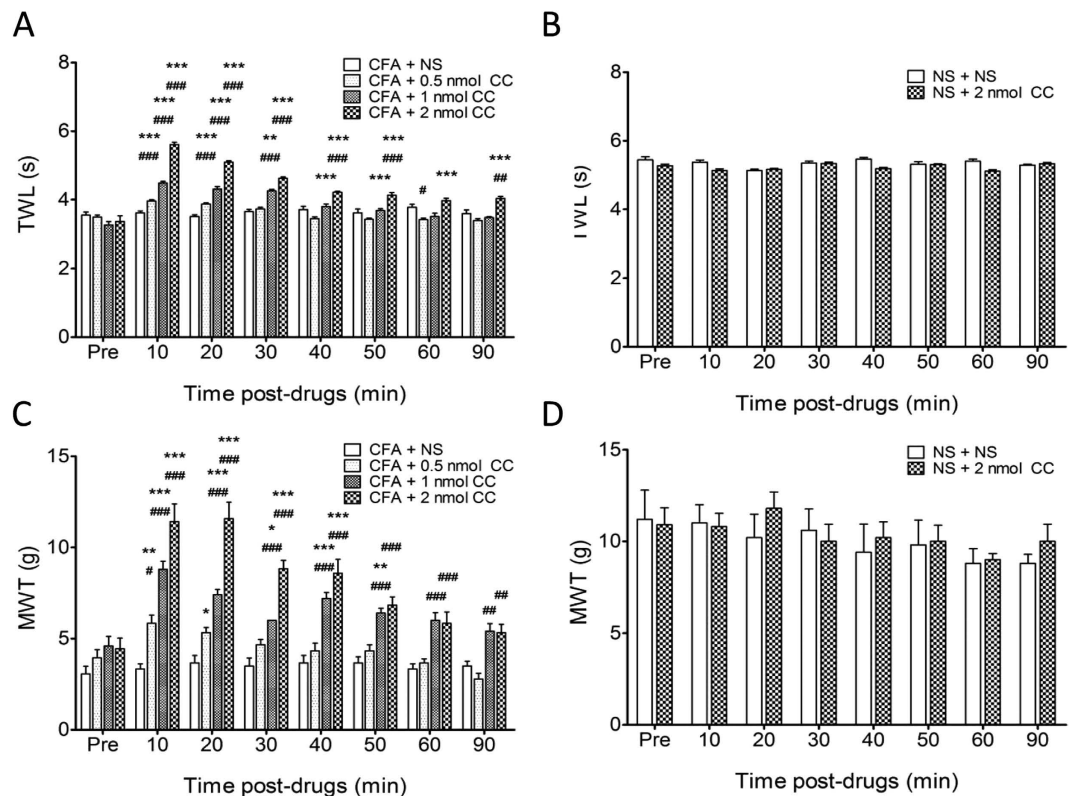 A
***
***
###
###
CFA + NS
CFA + 0.5 nmol CC
CFA + 1 nmol CC
CFA + 2 nmol CC
***
***
###
###
***
***
**
***
###
###
###
###
***
***
###
###
***
***
#
***
***
##
8
6
4
2
0
TWL (s)
Pre 10 20 30 40 50 60 90
Time post-drugs (min)
B
NS + NS
NS + 2 nmol CC
8
6
4
2
0
TWL (s)
Pre 10 20 30 40 50 60 90
Time post-drugs (min)
C
***
###
CFA + NS
CFA + 0.5 nmol CC
CFA + 1 nmol CC
CFA + 2 nmol CC
***
###
***
###
***
###
***
###
*
###
***
###
***
###
###
**
###
###
###
##
##
**
#
*
15
10
5
0
MWT (g)
Pre 10 20 30 40 50 60 90
Time post-drugs (min)
D
NS + NS
NS + 2 nmol CC
15
10
5
0
MWT (g)
Pre 10 20 30 40 50 60 90
Time post-drugs (min)